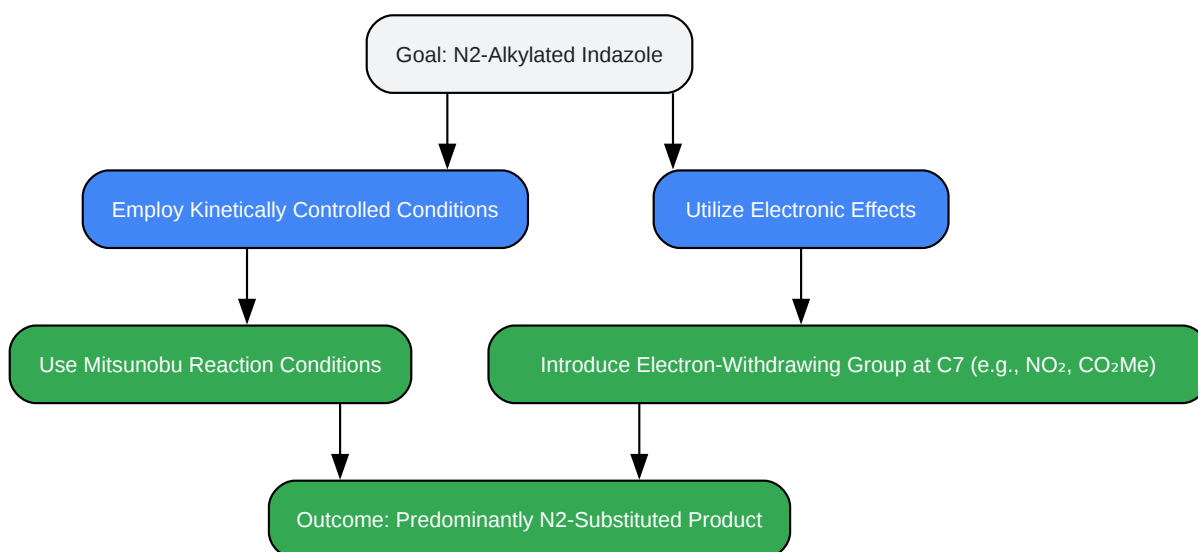 Goal: N2-Alkylated Indazole
Employ Kinetically Controlled Conditions
Utilize Electronic Effects
Use Mitsunobu Reaction Conditions
Introduce Electron-Withdrawing Group at C7 (e.g., NO₂, CO₂Me)
Outcome: Predominantly N2-Substituted Product